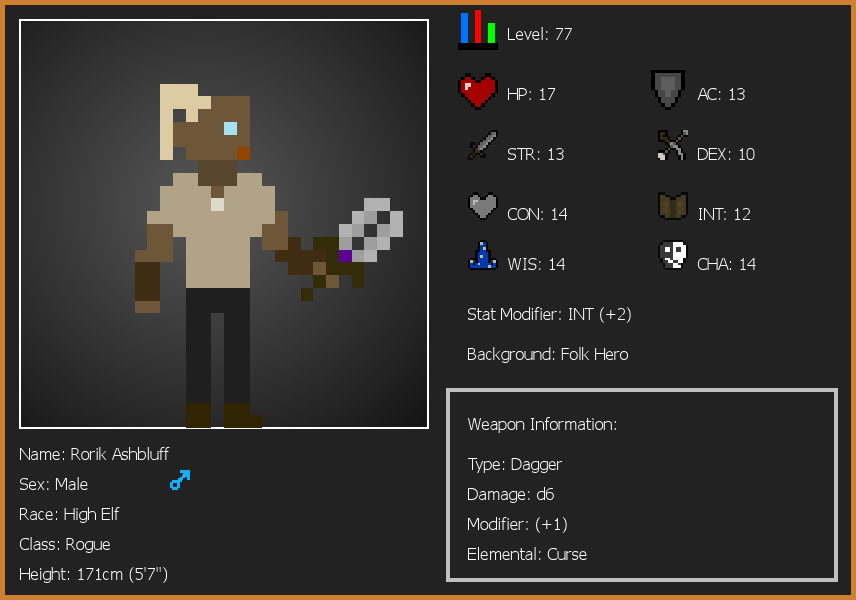 Level: 77
HP: 17
AC: 13
STR: 13
DEX: 10
CON: 14
INT: 12
WIS: 14
CHA: 14
Stat Modifier: INT (+2)
Background: Folk Hero
Weapon Information:
Type: Dagger
Damage: d6
Modifier: (+1)
Elemental: Curse
Name: Rorik Ashbluff
Sex: Male
Race: High Elf
Class: Rogue
Height: 171cm (5'7")